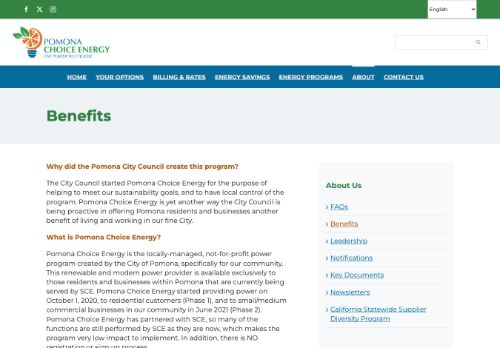 English
POMONA
CHOICE ENERGY
THE POWER TO CHOOSE
HOME YOUR OPTIONS BILLING & RATES ENERGY SAVINGS ENERGY PROGRAMS ABOUT CONTACT US
Benefits
Why did the Pomona City Council create this program?
The City Council started Pomona Choice Energy for the purpose of
helping to meet our sustainability goals, and to have local control of the
program. Pomona Choice Energy is yet another way the City Council is
being proactive in offering Pomona residents and businesses another
benefit of living and working in our fine City.
What is Pomona Choice Energy?
Pomona Choice Energy is the locally-managed, not-for-profit power
program created by the City of Pomona, specifically for our community.
This renewable and modern power provider is available exclusively to
those residents and businesses within Pomona that are currently being
served by SCE. Pomona Choice Energy started providing power on
October 1, 2020, to residential customers (Phase 1), and to small/medium
commercial businesses in our community in June 2021 (Phase 2).
Pomona Choice Energy has partnered with SCE, so many of the
functions are still performed by SCE as they are now, which makes the
program very low impact to implement. In addition, there is NO
registration or sign up process
About Us
› FAQs
› Benefits
› Leadership
› Notifications
› Key Documents
› Newsletters
› California Statewide Supplier
Diversity Program